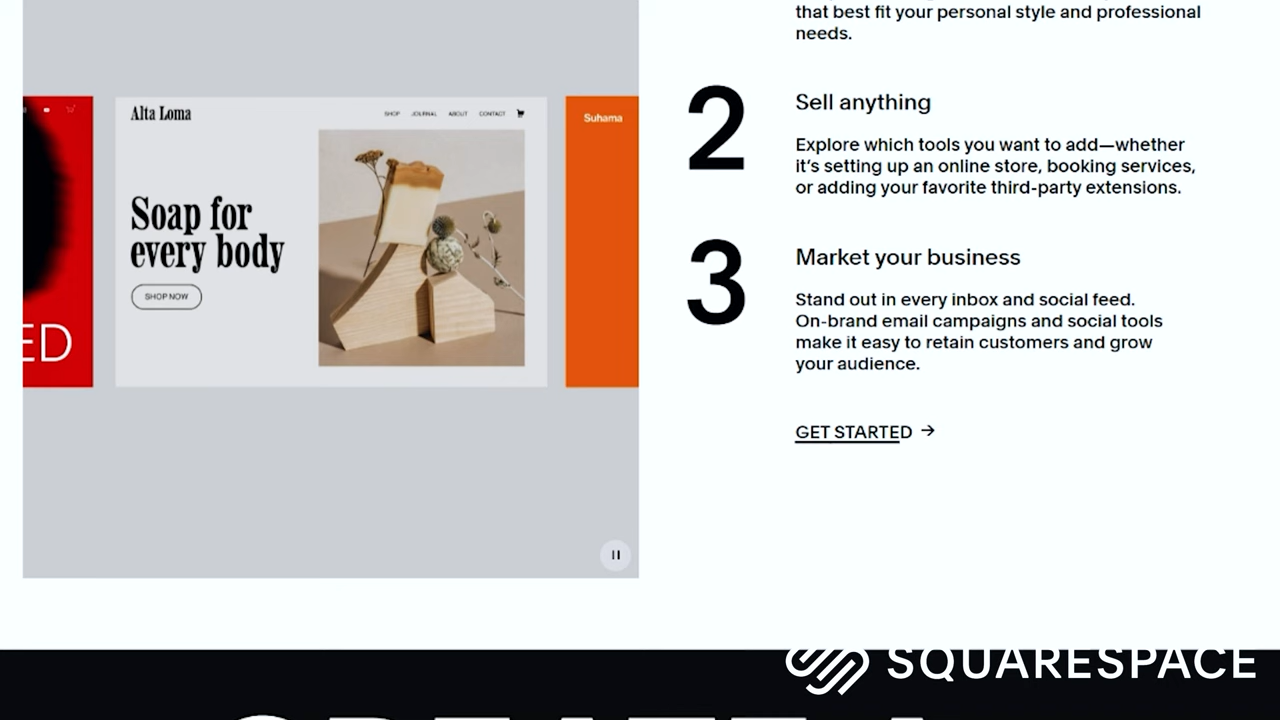 that best fit your personal style and professional
needs.
2
Sell anything
Explore which tools you want to add—whether
it's setting up an online store, booking services,
or adding your favorite third-party extensions.
3
Market your business
Stand out in every inbox and social feed.
On-brand email campaigns and social tools
make it easy to retain customers and grow
your audience.
GET STARTED →
ED
Alta Loma
SHOP JOURNAL ABOUT CONTACT
Soap for
every body
SHOP NOW
Suhama
SQUARESPACE